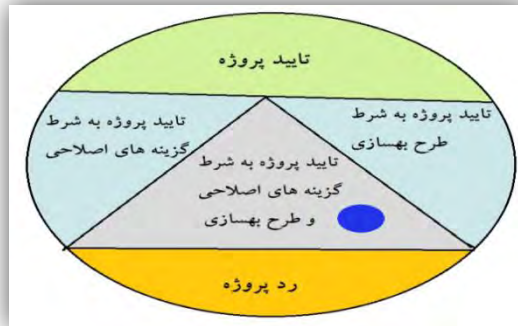 تایید پروژه
تایید پروژه به شرط
طرح بهسازی
تایید پروژه به شرط
گزینه های اصلاحی
تایید پروژه به شرط
گزینه های اصلاحی
و طرح بهسازی
رد پروژه